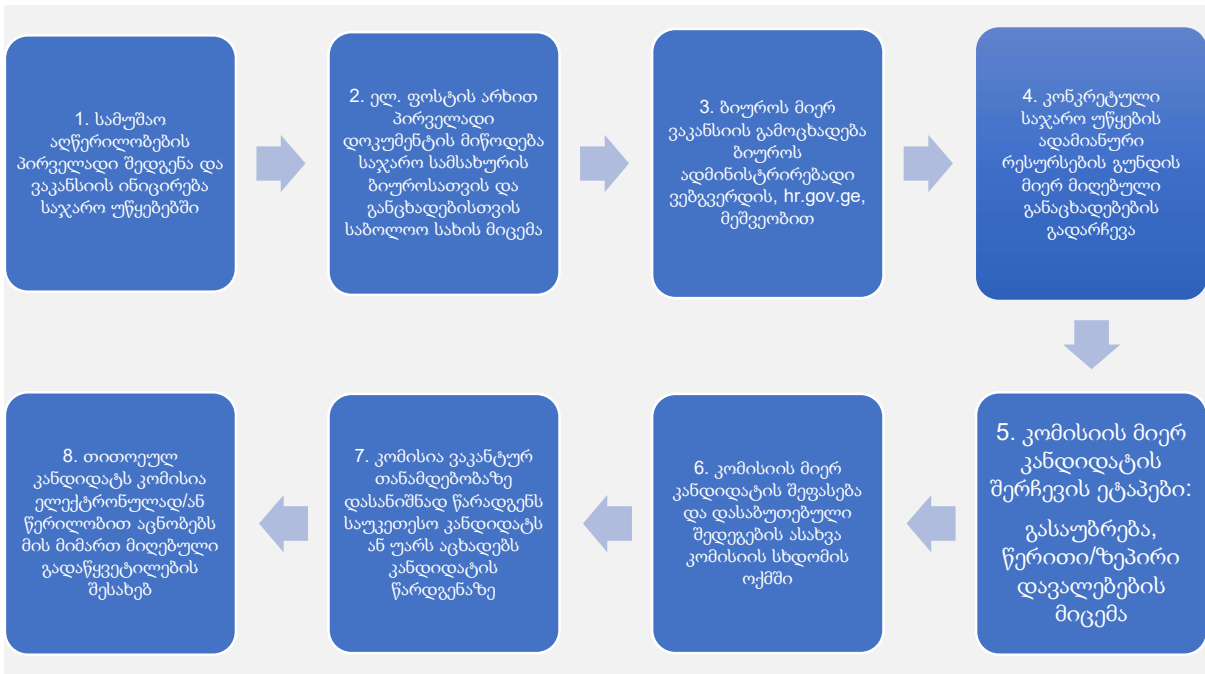 1. სამუშაო
აღწერილობების
პირველადი შედგენა და
ვაკანსიის ინიცირება
საჯარო უწყებებში
2. ელ. ფოსტის არხით
პირველადი
დოკუმენტის მიწოდება
საჯარო სამსახურის
ბიუროსათვის და
განცხადებისთვის
საბოლოო სახის მიცემა
3. ბიუროს მიერ
ვაკანსიის გამოცხადება
ბიუროს
ადმინისტრირებადი
ვებგვერდის, hr.gov.ge,
მეშვეობით
4. კონკრეტული
საჯარო უწყების
ადამიანური
რესურსების გუნდის
მიერ მიღებული
განაცხადებების
გადარჩევა
5. კომისიის მიერ
კანდიდატის
შერჩევის ეტაპები:
გასაუბრება,
წერითი/ზეპირი
დავალებების
მიცემა
6. კომისიის მიერ
კანდიდატის შეფასება
და დასაბუთებული
შედეგების ასახვა
კომისიის სხდომის
ოქმში
7. კომისია ვაკანტურ
თანამდებობაზე
დასანიშნად წარადგენს
საუკეთესო კანდიდატს
ან უარს აცხადებს
კანდიდატის
წარდგენაზე
8. თითოეულ
კანდიდატს კომისია
ელექტრონულად/ან
წერილობით აცნობებს
მის მიმართ მიღებული
გადაწყვეტილების
შესახებ